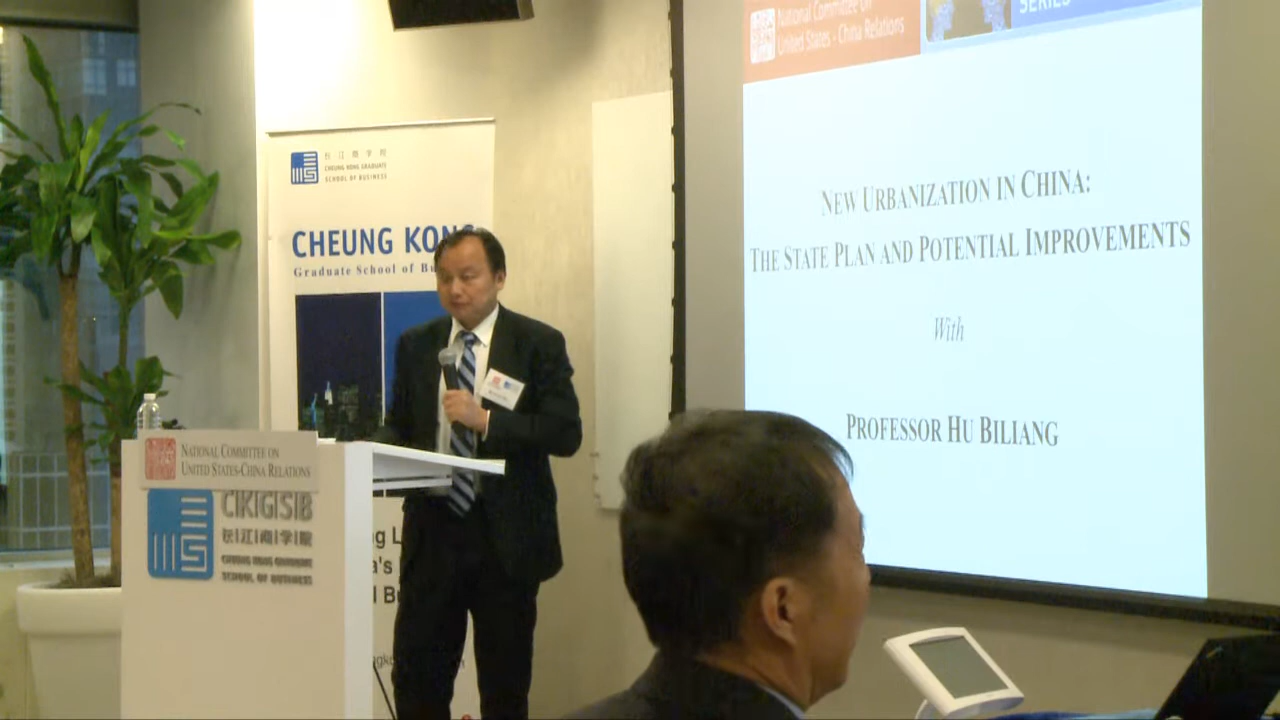 长江商学院
CHEUNG KONG GRADUATE
SCHOOL OF BUSINESS
CHEUNG KONG
Graduate School of Bu
NATIONAL COMMITTEE ON
UNITED STATES-CHINA RELATIONS
CKGSB
长江商学院
CHEUNG KONG GRADUATE
SCHOOL OF BUSINESS
g L
a's
l Bu
National Committee on
United States - China Relations
SERIES
NEW URBANIZATION IN CHINA:
THE STATE PLAN AND POTENTIAL IMPROVEMENTS
With
PROFESSOR HU BILIANG